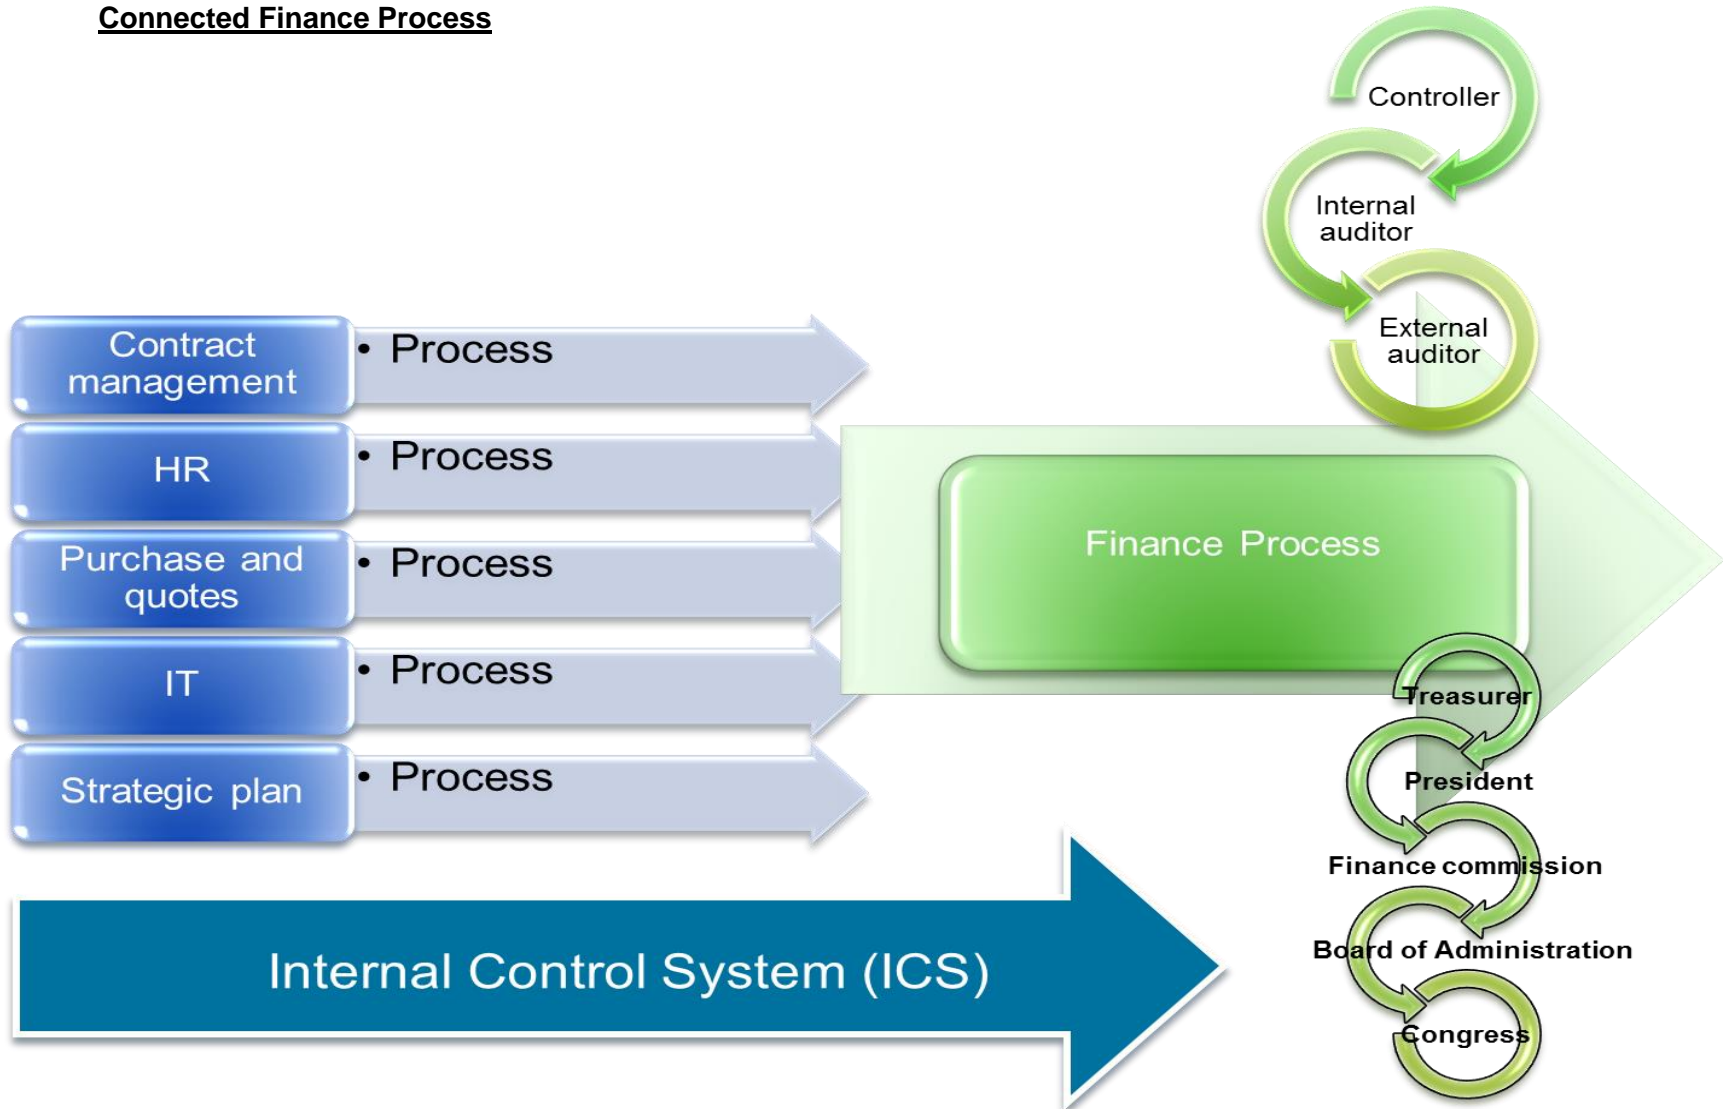 Connected Finance Process
Controller
Internal
auditor
External
auditor
Contract
management
• Process
HR
• Process
Purchase and
quotes
• Process
IT
• Process
Strategic plan
• Process
Finance Process
Treasurer
President
Finance commission
Board of Administration
Congress
Internal Control System (ICS)